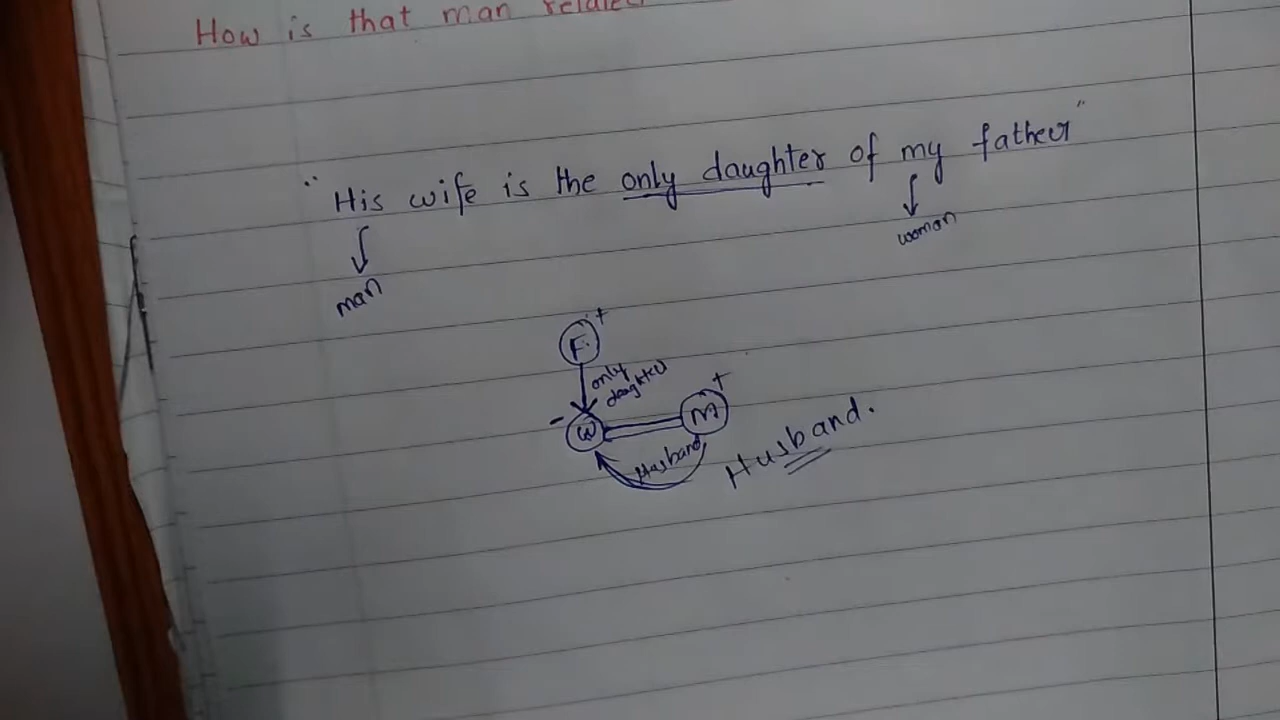 How is that man related
"His wife is the only daughter of my father"
man
woman
F +
only
daughter
- W M +
Husband
Husband.